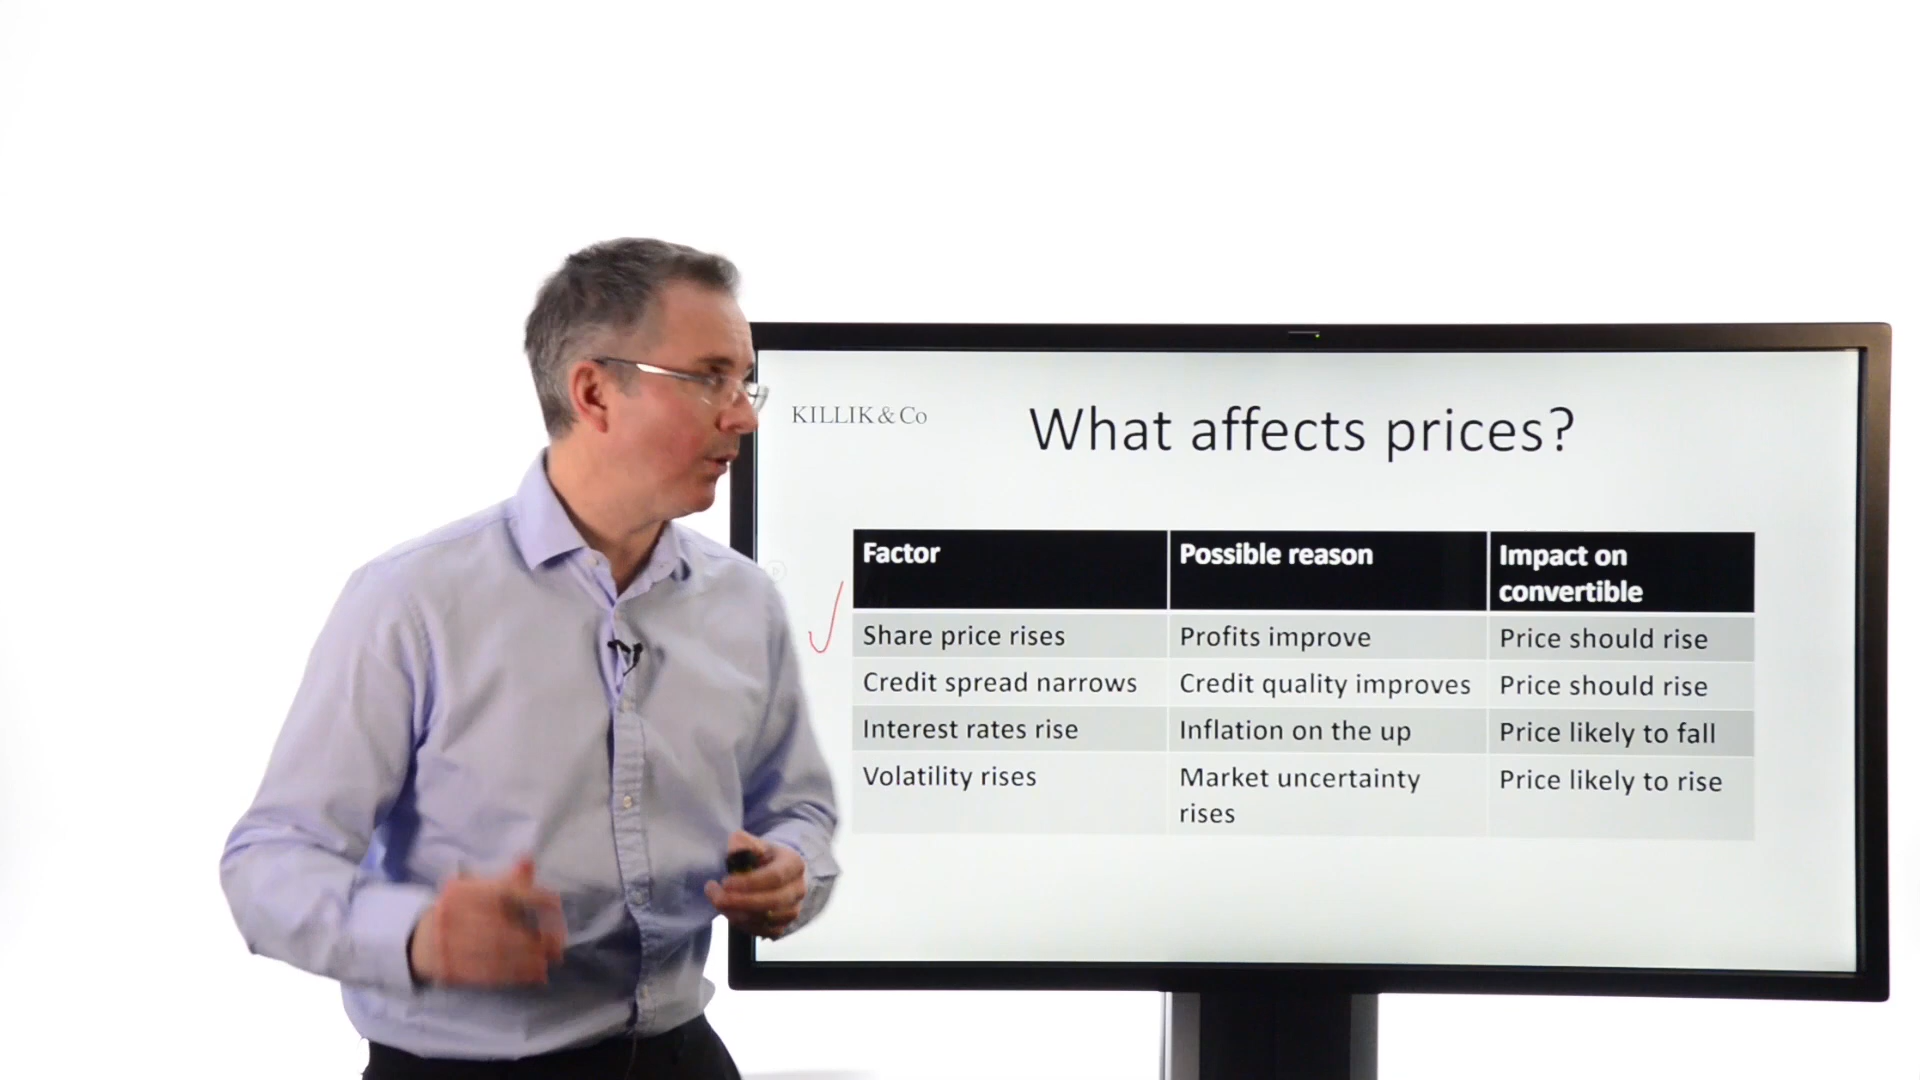 KILLIK & Co
What affects prices?
Factor
Possible reason
Impact on
convertible
Share price rises
Profits improve
Price should rise
Credit spread narrows
Credit quality improves
Price should rise
Interest rates rise
Inflation on the up
Price likely to fall
Volatility rises
Market uncertainty
rises
Price likely to rise